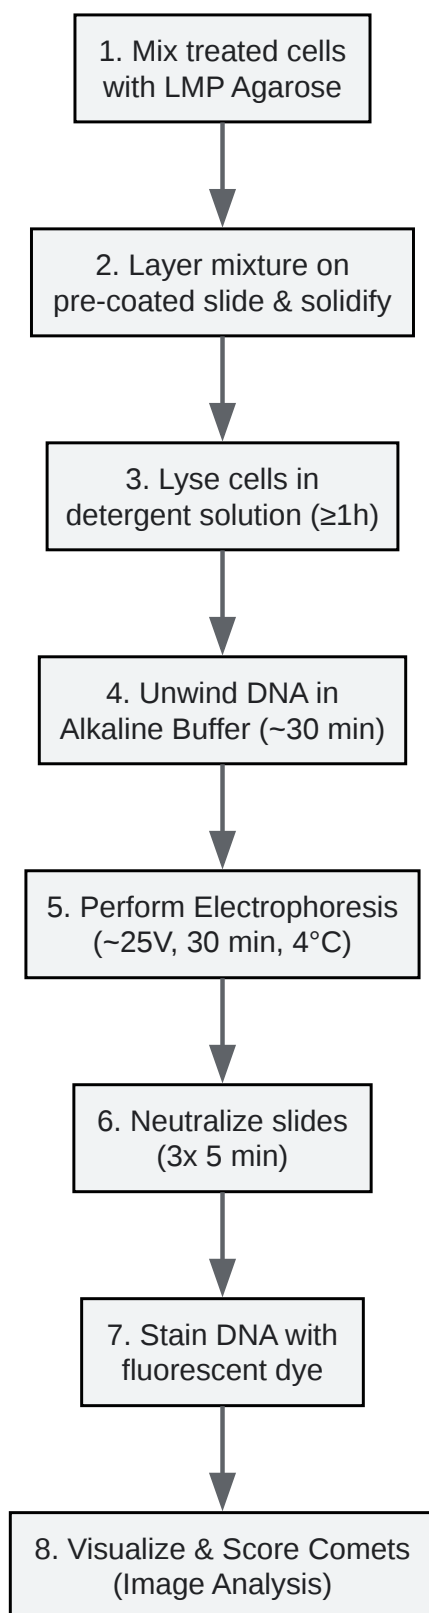 1. Mix treated cells
with LMP Agarose
2. Layer mixture on
pre-coated slide & solidify
3. Lyse cells in
detergent solution (≥1h)
4. Unwind DNA in
Alkaline Buffer (~30 min)
5. Perform Electrophoresis
(~25V, 30 min, 4°C)
6. Neutralize slides
(3x 5 min)
7. Stain DNA with
fluorescent dye
8. Visualize & Score Comets
(Image Analysis)